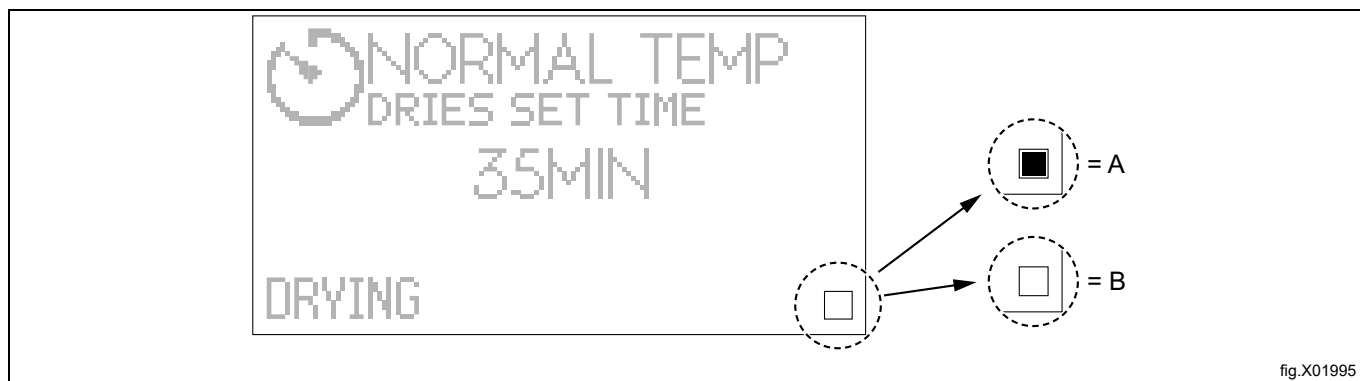 NORMAL TEMP
DRIES SET TIME
35MIN
DRYING
= A
= B
fig.X01995